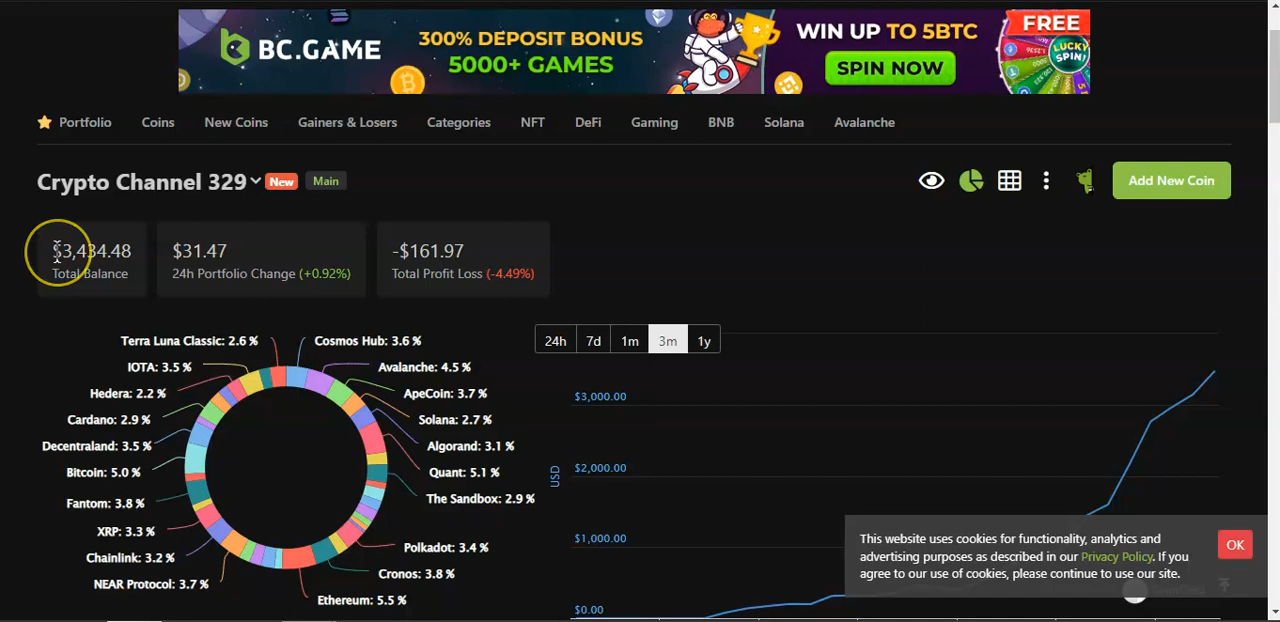 BC.GAME
300% DEPOSIT BONUS
5000+ GAMES
WIN UP TO 5BTC
SPIN NOW
FREE
LUCKY
SPIN!
Portfolio
Coins
New Coins
Gainers & Losers
Categories
NFT
DeFi
Gaming
BNB
Solana
Avalanche
Crypto Channel 329
New
Main
Add New Coin
$3,434.48
Total Balance
$31.47
24h Portfolio Change (+0.92%)
-$161.97
Total Profit Loss (-4.49%)
Terra Luna Classic: 2.6 %
Cosmos Hub: 3.6 %
IOTA: 3.5 %
Avalanche: 4.5 %
Hedera: 2.2 %
ApeCoin: 3.7 %
Cardano: 2.9 %
Solana: 2.7 %
Decentraland: 3.5 %
Algorand: 3.1 %
Bitcoin: 5.0 %
Quant: 5.1 %
Fantom: 3.8 %
The Sandbox: 2.9 %
XRP: 3.3 %
Polkadot: 3.4 %
Chainlink: 3.2 %
Cronos: 3.8 %
NEAR Protocol: 3.7 %
Ethereum: 5.5 %
24h
7d
1m
3m
1y
$3,000.00
$2,000.00
USD
$1,000.00
$0.00
This website uses cookies for functionality, analytics and
advertising purposes as described in our Privacy Policy. If you
agree to our use of cookies, please continue to use our site.
OK